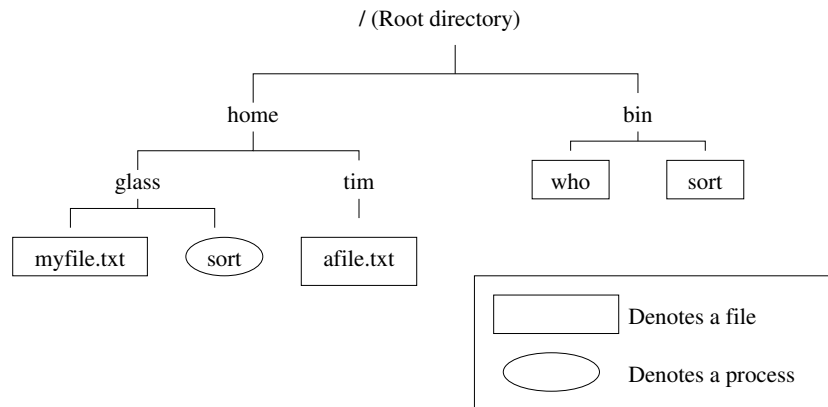 / (Root directory)
home
bin
glass
tim
who
sort
myfile.txt
sort
afile.txt
Denotes a file
Denotes a process